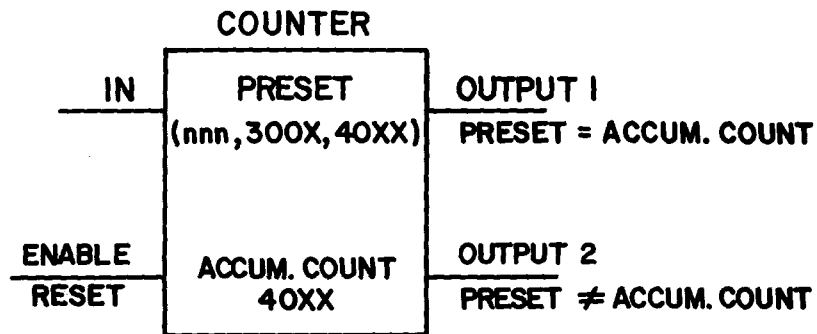 COUNTER
IN
PRESET
(nnn,300X,40XX)
OUTPUT 1
PRESET = ACCUM. COUNT
ENABLE
RESET
ACCUM. COUNT
40XX
OUTPUT 2
PRESET ≠ ACCUM. COUNT